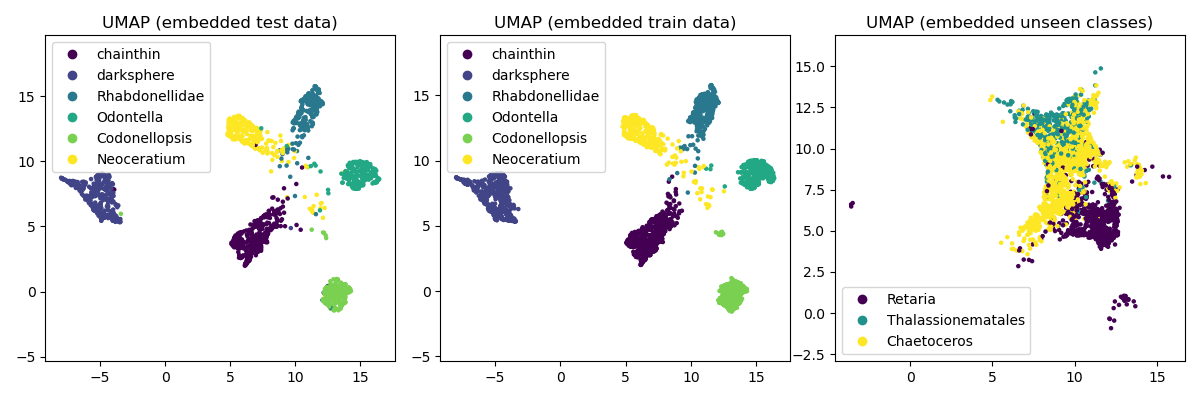 UMAP (embedded test data)
chainthin
darksphere
Rhabdonellidae
Odontella
Codonellopsis
Neoceratium
15
10
5
0
−5
−5
0
5
10
15
UMAP (embedded train data)
chainthin
darksphere
Rhabdonellidae
Odontella
Codonellopsis
Neoceratium
15
10
5
0
−5
−5
0
5
10
15
UMAP (embedded unseen classes)
15.0
12.5
10.0
7.5
5.0
2.5
0.0
−2.5
Retaria
Thalassionematales
Chaetoceros
0
5
10
15